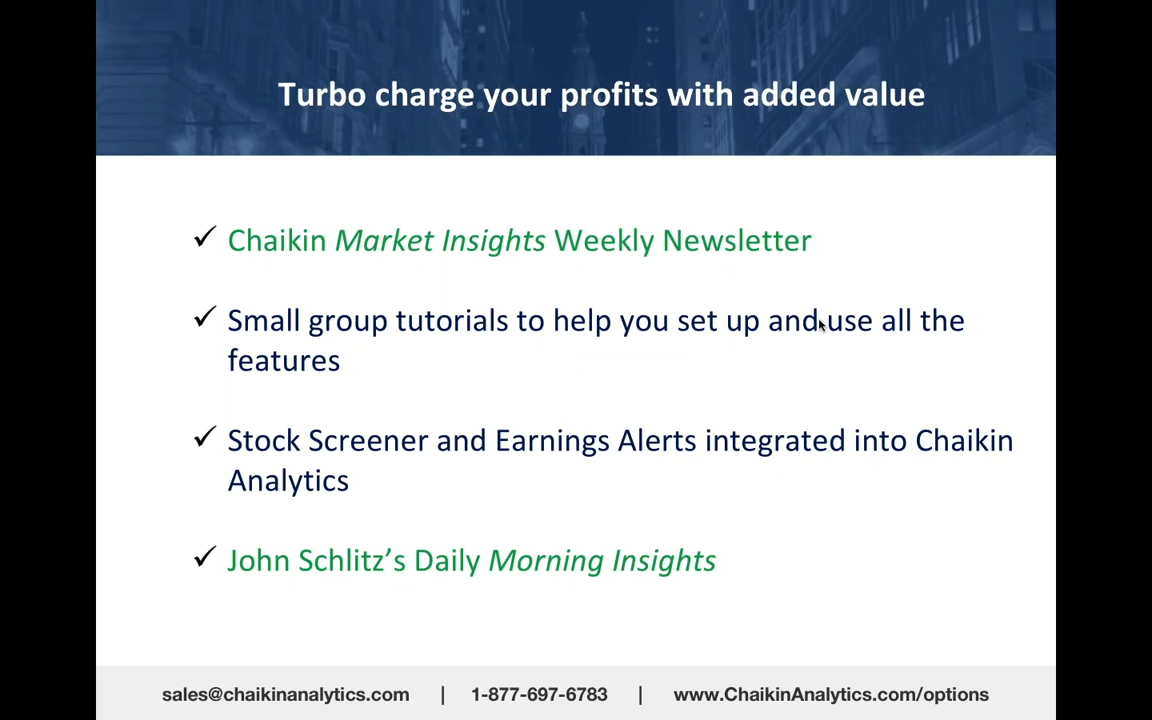 Turbo charge your profits with added value
✓ Chaikin Market Insights Weekly Newsletter
✓ Small group tutorials to help you set up and use all the
features
✓ Stock Screener and Earnings Alerts integrated into Chaikin
Analytics
✓ John Schlitz’s Daily Morning Insights
sales@chaikinanalytics.com | 1-877-697-6783 | www.ChaikinAnalytics.com/options